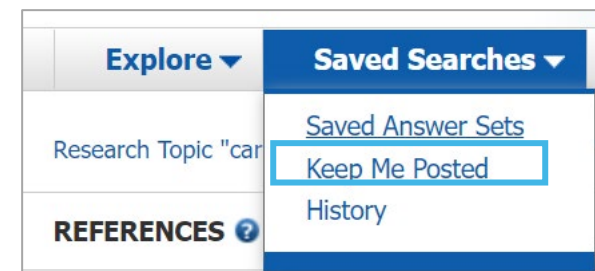 Explore Saved Searches
Saved Answer Sets
Research Topic "car
Keep Me Posted
History
REFERENCES ?